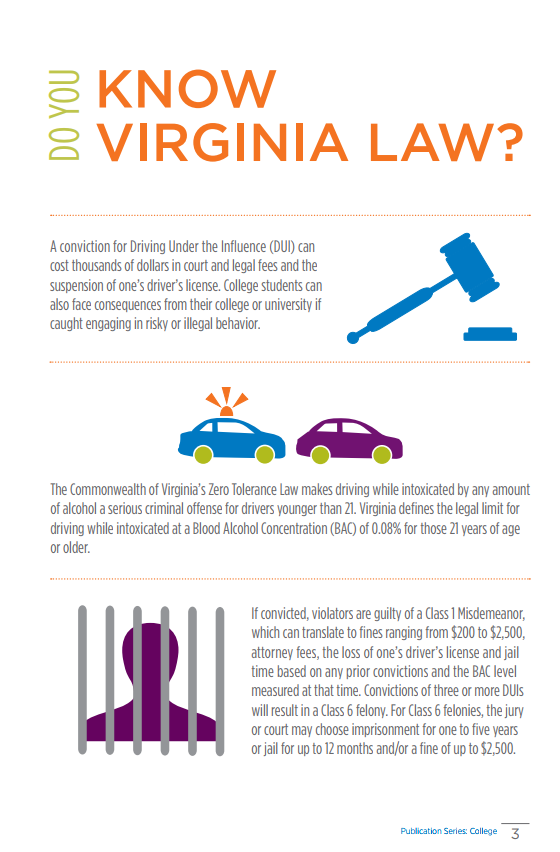 DO YOU
KNOW
VIRGINIA LAW?
A conviction for Driving Under the Influence (DUI) can
cost thousands of dollars in court and legal fees and the
suspension of one’s driver’s license. College students can
also face consequences from their college or university if
caught engaging in risky or illegal behavior.
The Commonwealth of Virginia’s Zero Tolerance Law makes driving while intoxicated by any amount
of alcohol a serious criminal offense for drivers younger than 21. Virginia defines the legal limit for
driving while intoxicated at a Blood Alcohol Concentration (BAC) of 0.08% for those 21 years of age
or older.
If convicted, violators are guilty of a Class 1 Misdemeanor,
which can translate to fines ranging from $200 to $2,500,
attorney fees, the loss of one’s driver’s license and jail
time based on any prior convictions and the BAC level
measured at that time. Convictions of three or more DUIs
will result in a Class 6 felony. For Class 6 felonies, the jury
or court may choose imprisonment for one to five years
or jail for up to 12 months and/or a fine of up to $2,500.
Publication Series: College
3